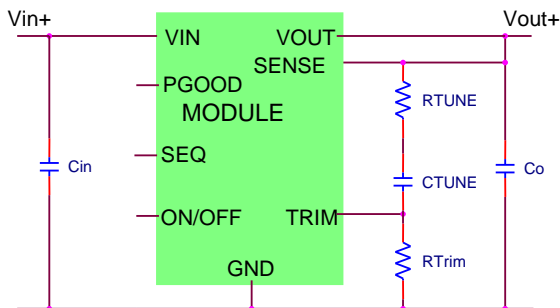 Vin+
Vout+
VIN
VOUT
SENSE
PGOOD
RTUNE
MODULE
SEQ
Cin
CTUNE
Co
ON/OFF
TRIM
RTrim
GND